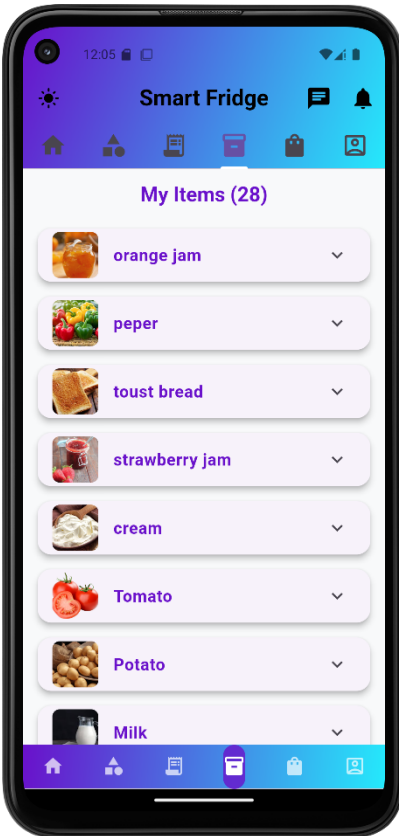 12:05
Smart Fridge
My Items (28)
orange jam
peper
toust bread
strawberry jam
cream
Tomato
Potato
Milk